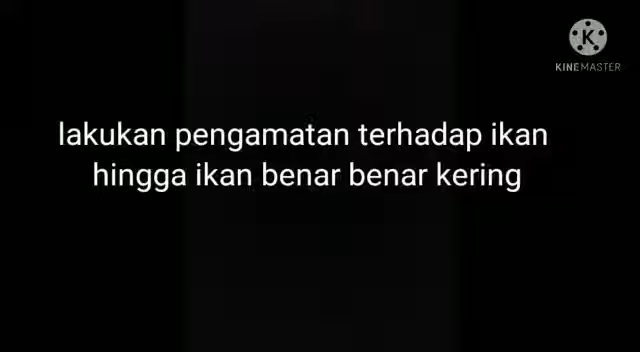 K
KINEMASTER
lakukan pengamatan terhadap ikan
hingga ikan benar benar kering